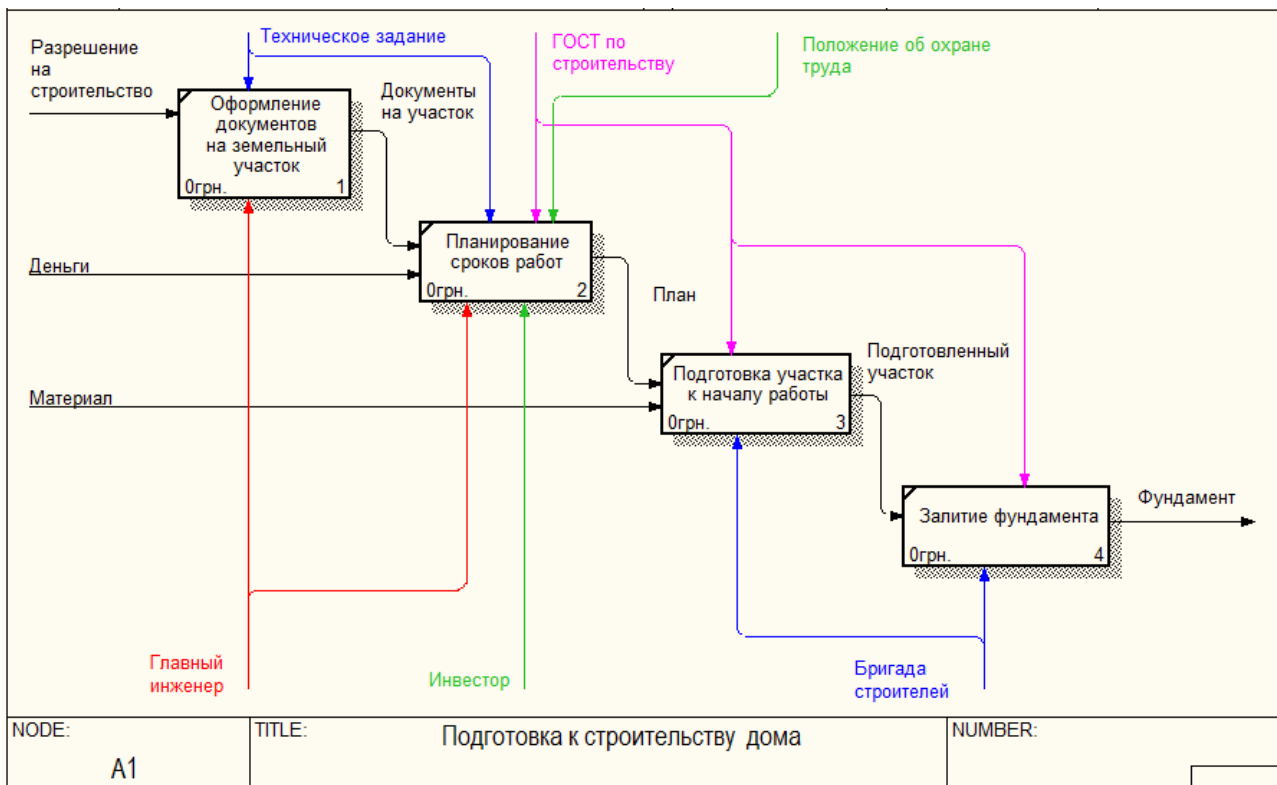 Разрешение
на
строительство
Техническое задание
ГОСТ по
строительству
Положение об охране
труда
Оформление
документов
на земельный
участок
0грн. 1
Документы
на участок
Деньги
Планирование
сроков работ
0грн. 2
План
Материал
Подготовка участка
к началу работы
0грн. 3
Подготовленный
участок
Залитие фундамента
0грн. 4
Фундамент
Главный
инженер
Инвестор
Бригада
строителей
NODE:
A1
TITLE:
Подготовка к строительству дома
NUMBER: